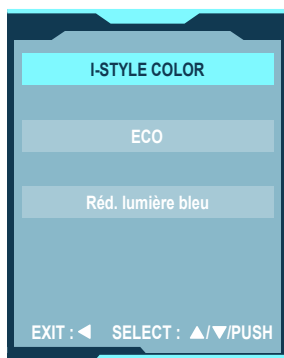 I-STYLE COLOR
ECO
Réd. lumière bleu
EXIT : ◀ SELECT : ▲/▼/PUSH